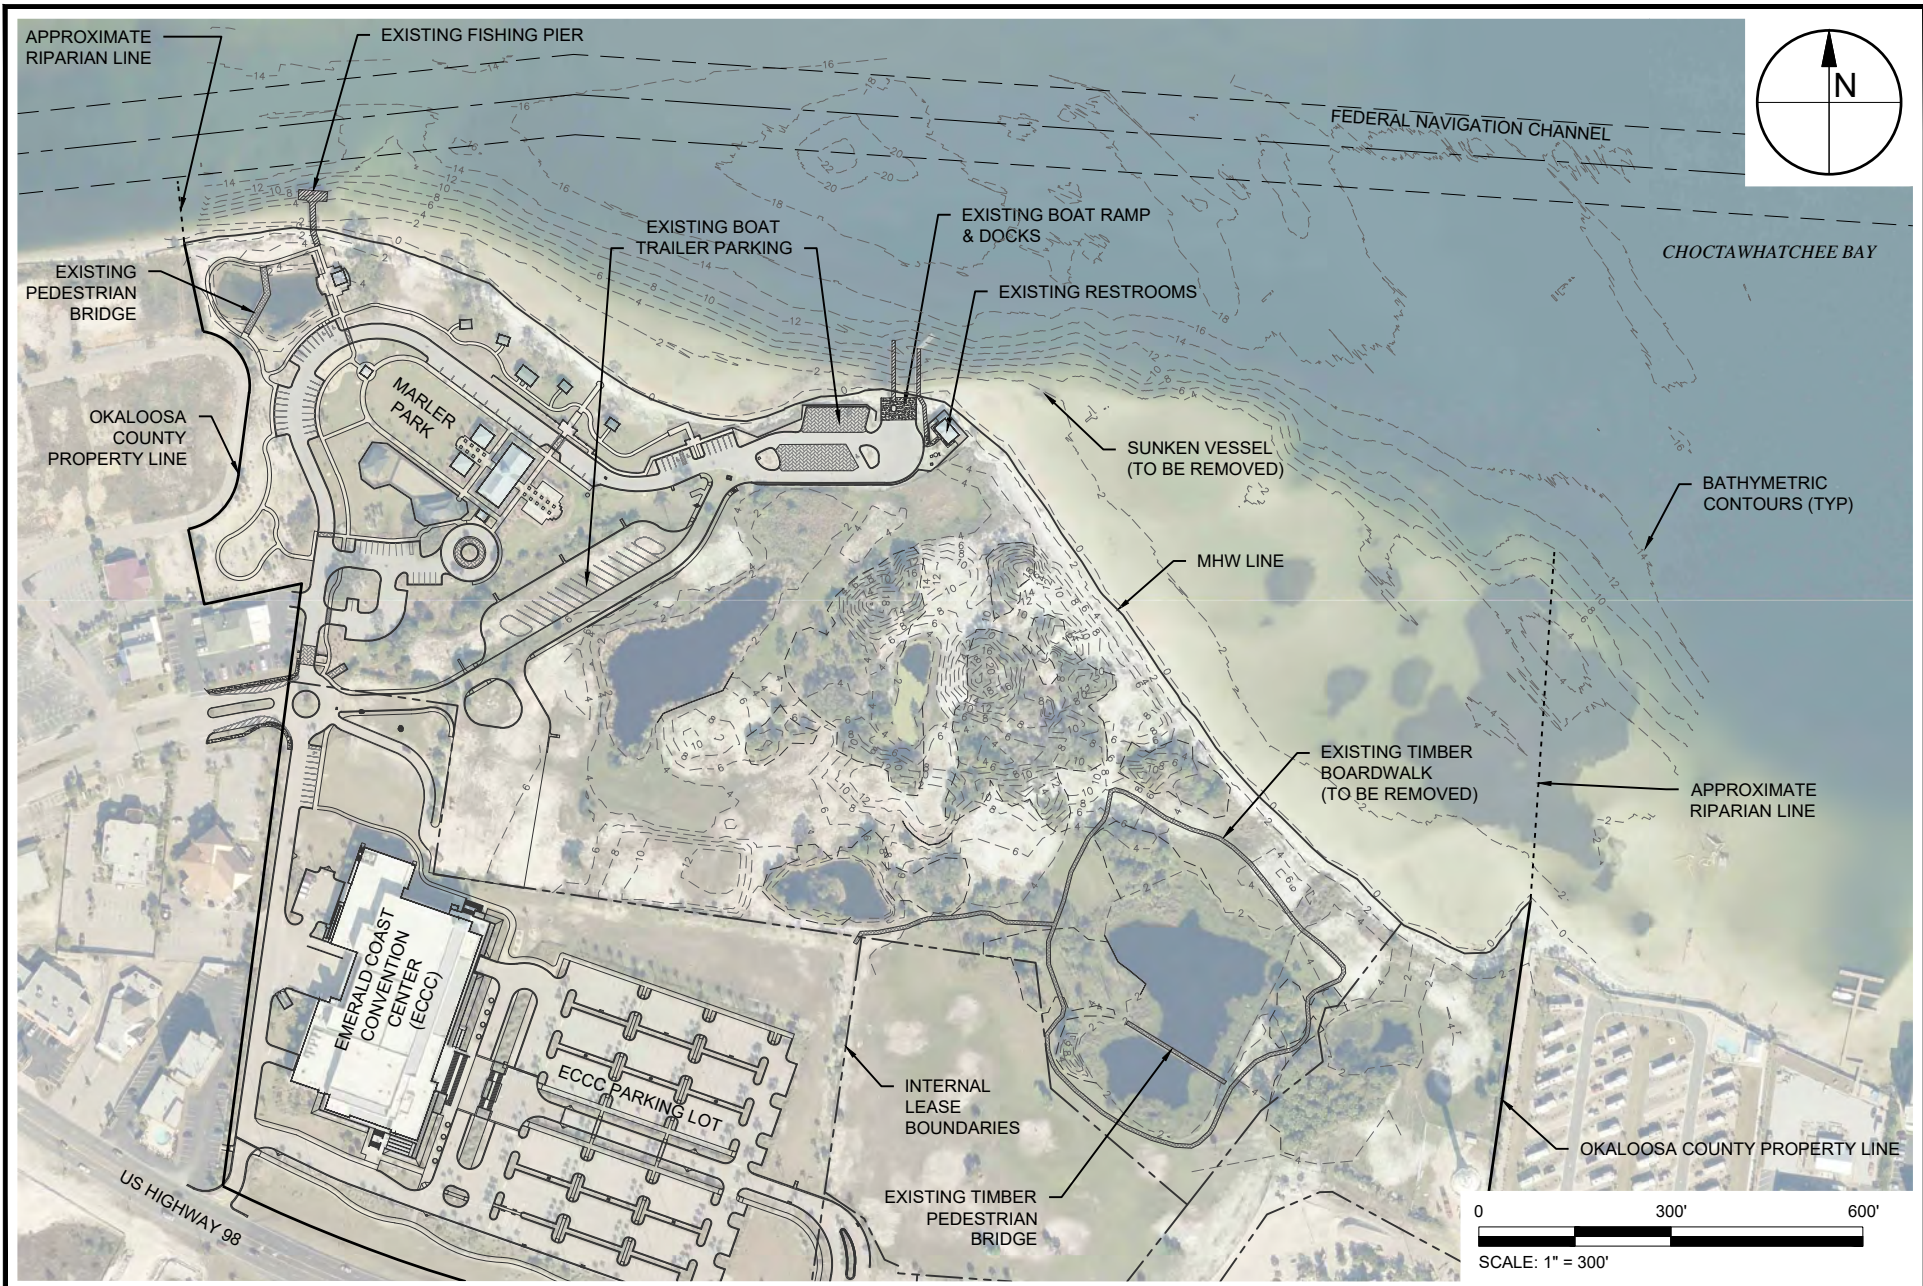 APPROXIMATE
RIPARIAN LINE
EXISTING FISHING PIER
FEDERAL NAVIGATION CHANNEL
N
CHOCTAWHATCHEE BAY
EXISTING BOAT
TRAILER PARKING
EXISTING BOAT RAMP
& DOCKS
EXISTING
PEDESTRIAN
BRIDGE
EXISTING RESTROOMS
MARLER
PARK
OKALOOSA
COUNTY
PROPERTY LINE
SUNKEN VESSEL
(TO BE REMOVED)
BATHYMETRIC
CONTOURS (TYP)
MHW LINE
EXISTING TIMBER
BOARDWALK
(TO BE REMOVED)
APPROXIMATE
RIPARIAN LINE
EMERALD COAST
CONVENTION
CENTER
(ECCC)
ECCC PARKING LOT
INTERNAL
LEASE
BOUNDARIES
OKALOOSA COUNTY PROPERTY LINE
US HIGHWAY 98
EXISTING TIMBER
PEDESTRIAN
BRIDGE
0 300' 600'
SCALE: 1" = 300'